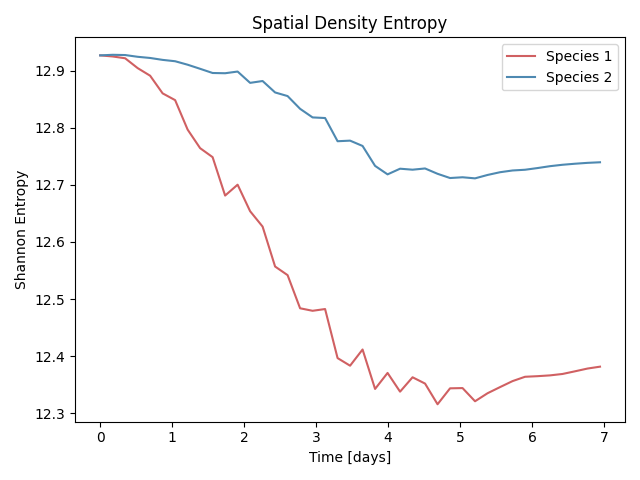 Spatial Density Entropy
Species 1
Species 2
Shannon Entropy
12.9
12.8
12.7
12.6
12.5
12.4
12.3
0 1 2 3 4 5 6 7
Time [days]